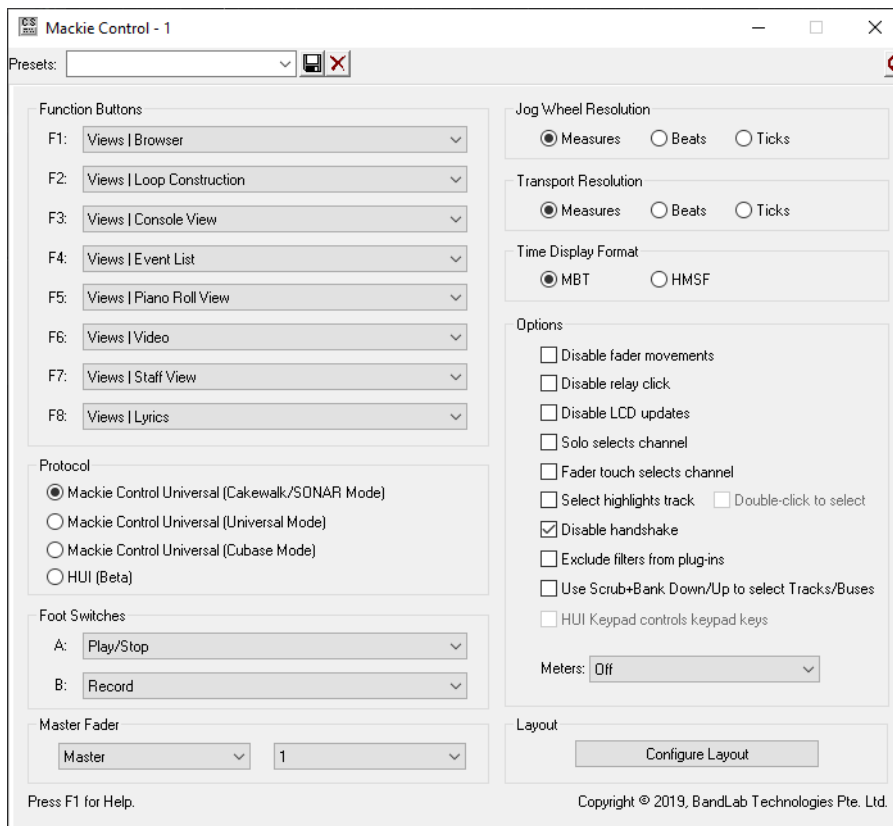 CS
Mackie Control - 1
Presets:
Function Buttons
F1: Views | Browser
F2: Views | Loop Construction
F3: Views | Console View
F4: Views | Event List
F5: Views | Piano Roll View
F6: Views | Video
F7: Views | Staff View
F8: Views | Lyrics
Protocol
Mackie Control Universal (Cakewalk/SONAR Mode)
Mackie Control Universal (Universal Mode)
Mackie Control Universal (Cubase Mode)
HUI (Beta)
Foot Switches
A: Play/Stop
B: Record
Master Fader
Master 1
Press F1 for Help.
Jog Wheel Resolution
Measures Beats Ticks
Transport Resolution
Measures Beats Ticks
Time Display Format
MBT HMSF
Options
Disable fader movements
Disable relay click
Disable LCD updates
Solo selects channel
Fader touch selects channel
Select highlights track Double-click to select
Disable handshake
Exclude filters from plug-ins
Use Scrub+Bank Down/Up to select Tracks/Buses
HUI Keypad controls keypad keys
Meters: Off
Layout
Configure Layout
Copyright © 2019, BandLab Technologies Pte. Ltd.